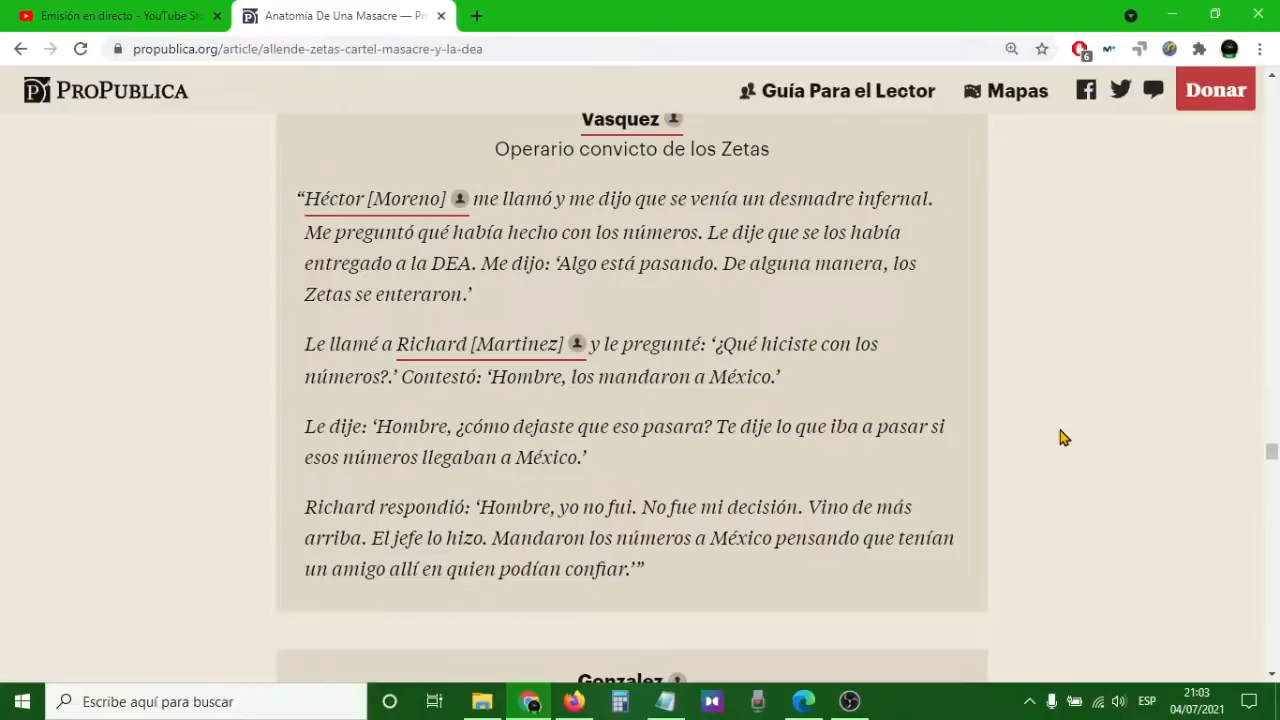 Emisión en directo - YouTube St
Anatomía De Una Masacre — Pr
propublica.org/article/allende-zetas-cartel-masacre-y-la-dea
6
PROPUBLICA
Guía Para el Lector
Mapas
Donar
Vasquez
Operario convicto de los Zetas
“Héctor [Moreno] me llamó y me dijo que se venía un desmadre infernal.
Me preguntó qué había hecho con los números. Le dije que se los había
entregado a la DEA. Me dijo: ‘Algo está pasando. De alguna manera, los
Zetas se enteraron.’
Le llamé a Richard [Martinez] y le pregunté: ‘¿Qué hiciste con los
números?.’ Contestó: ‘Hombre, los mandaron a México.’
Le dije: ‘Hombre, ¿cómo dejaste que eso pasara? Te dije lo que iba a pasar si
esos números llegaban a México.’
Richard respondió: ‘Hombre, yo no fui. No fue mi decisión. Vino de más
arriba. El jefe lo hizo. Mandaron los números a México pensando que tenían
un amigo allí en quien podían confiar.’”
Gonzalez
Escribe aquí para buscar
ESP
21:03
04/07/2021